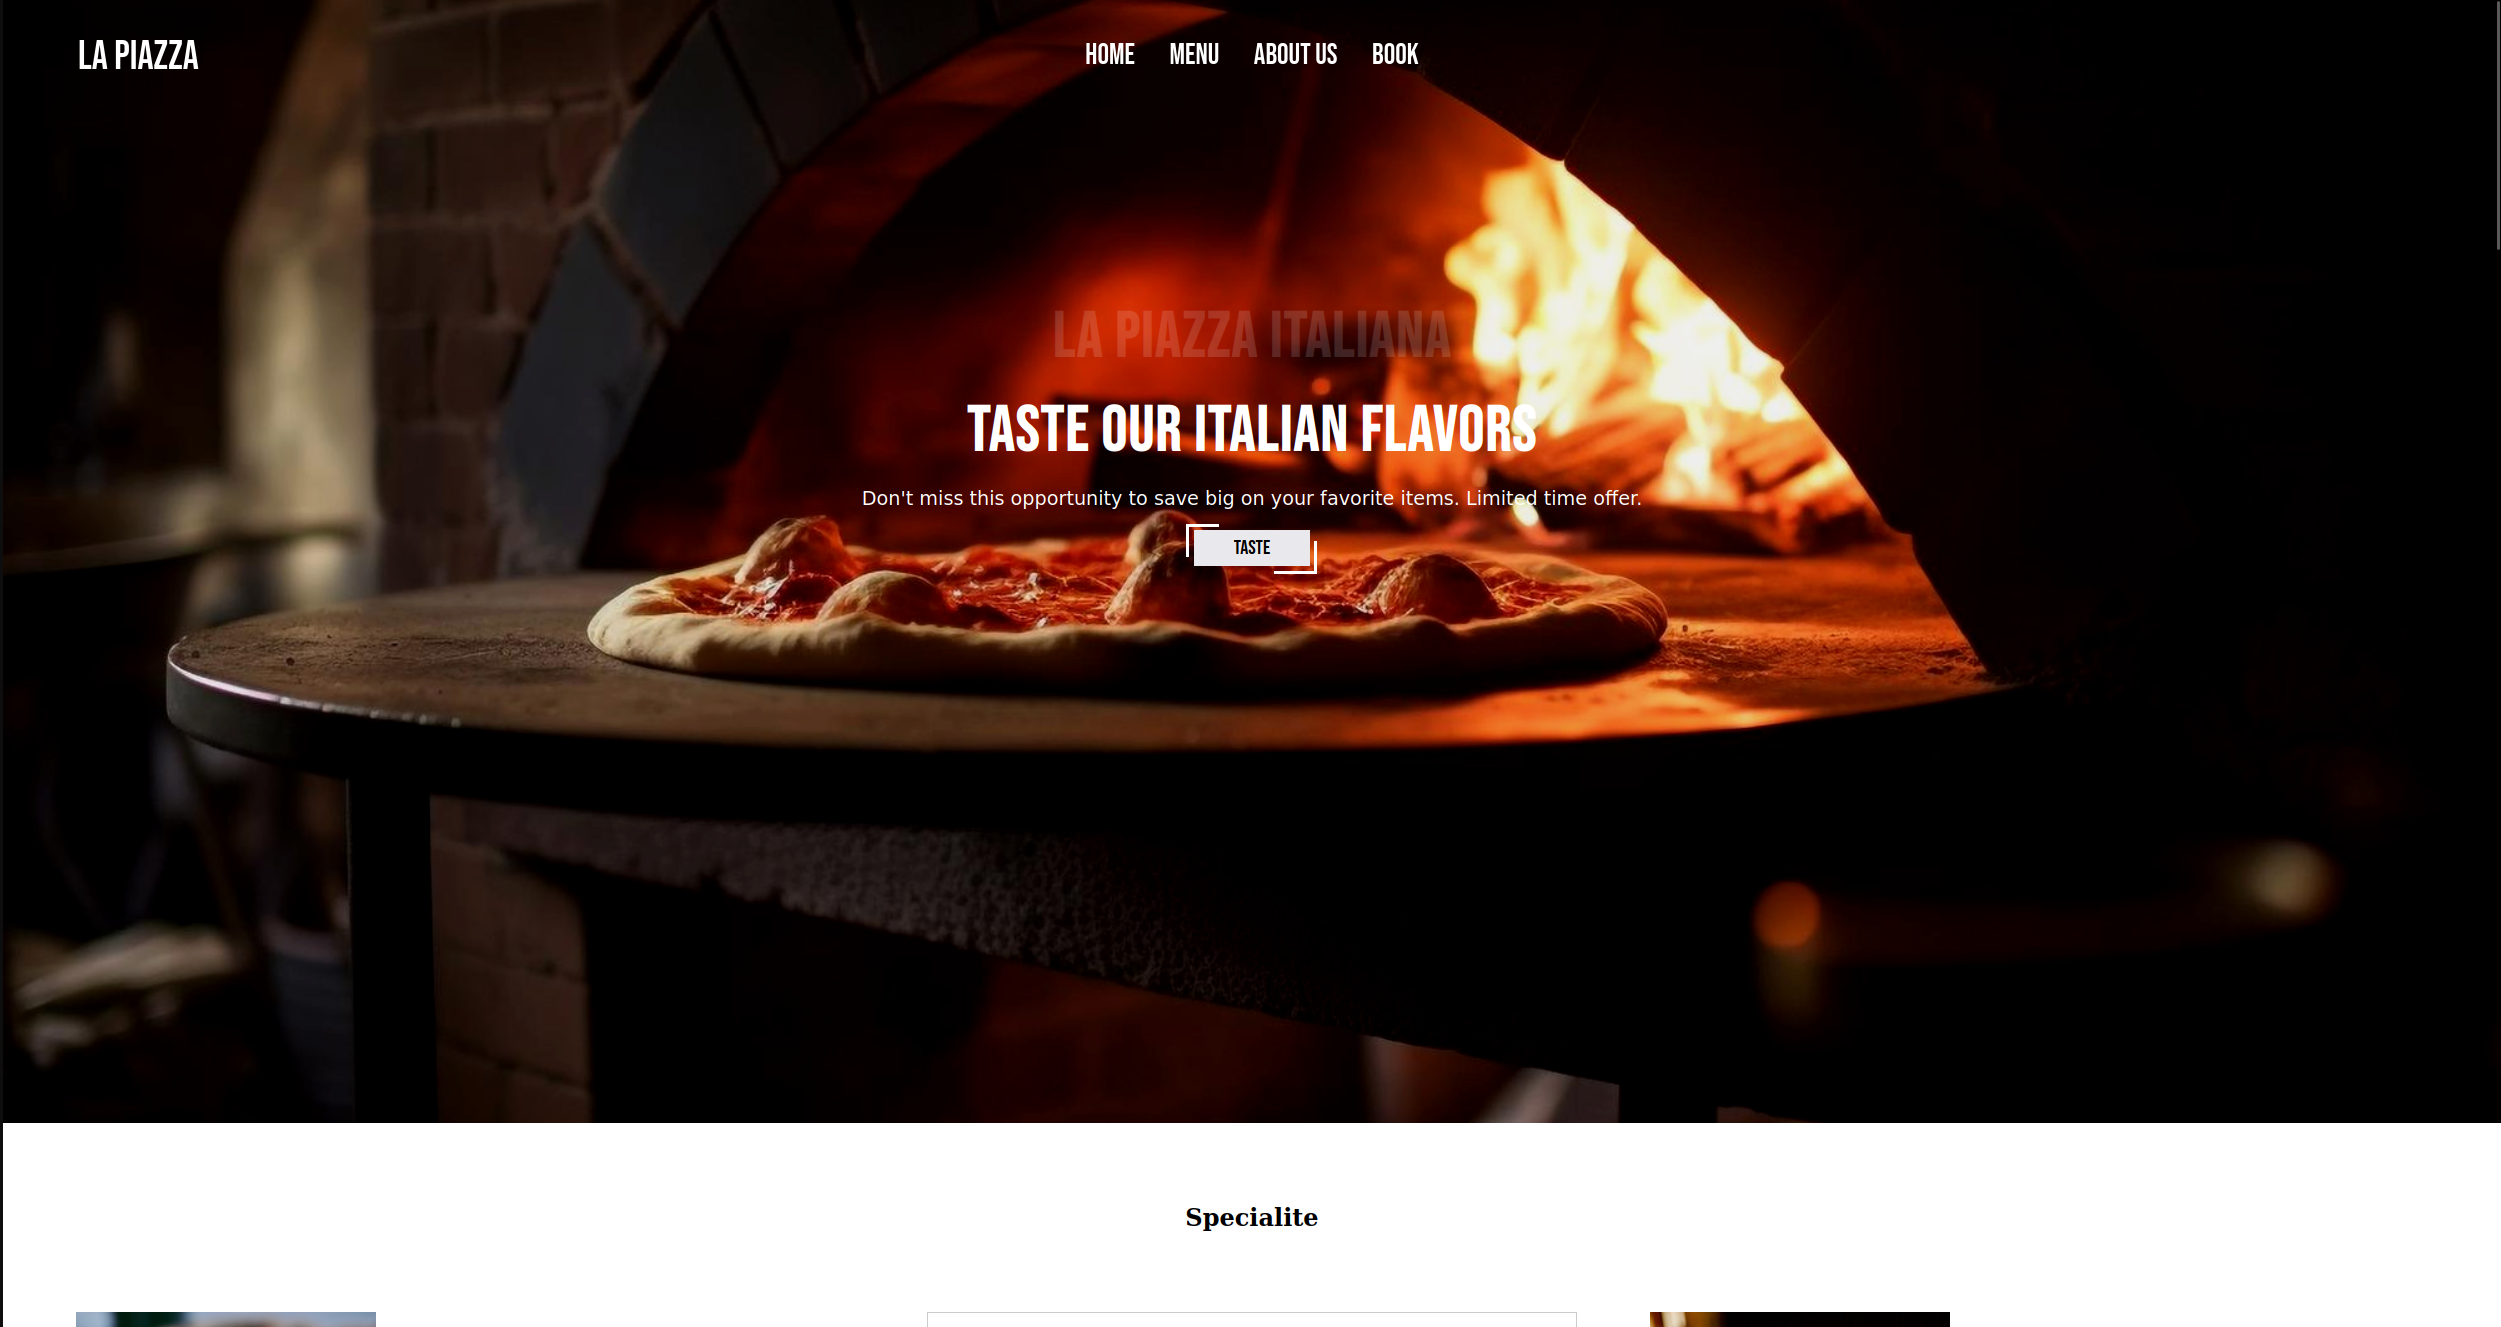 LA PIAZZA
HOME MENU ABOUT US BOOK
LA PIAZZA ITALIANA
TASTE OUR ITALIAN FLAVORS
Don't miss this opportunity to save big on your favorite items. Limited time offer.
TASTE
Specialite